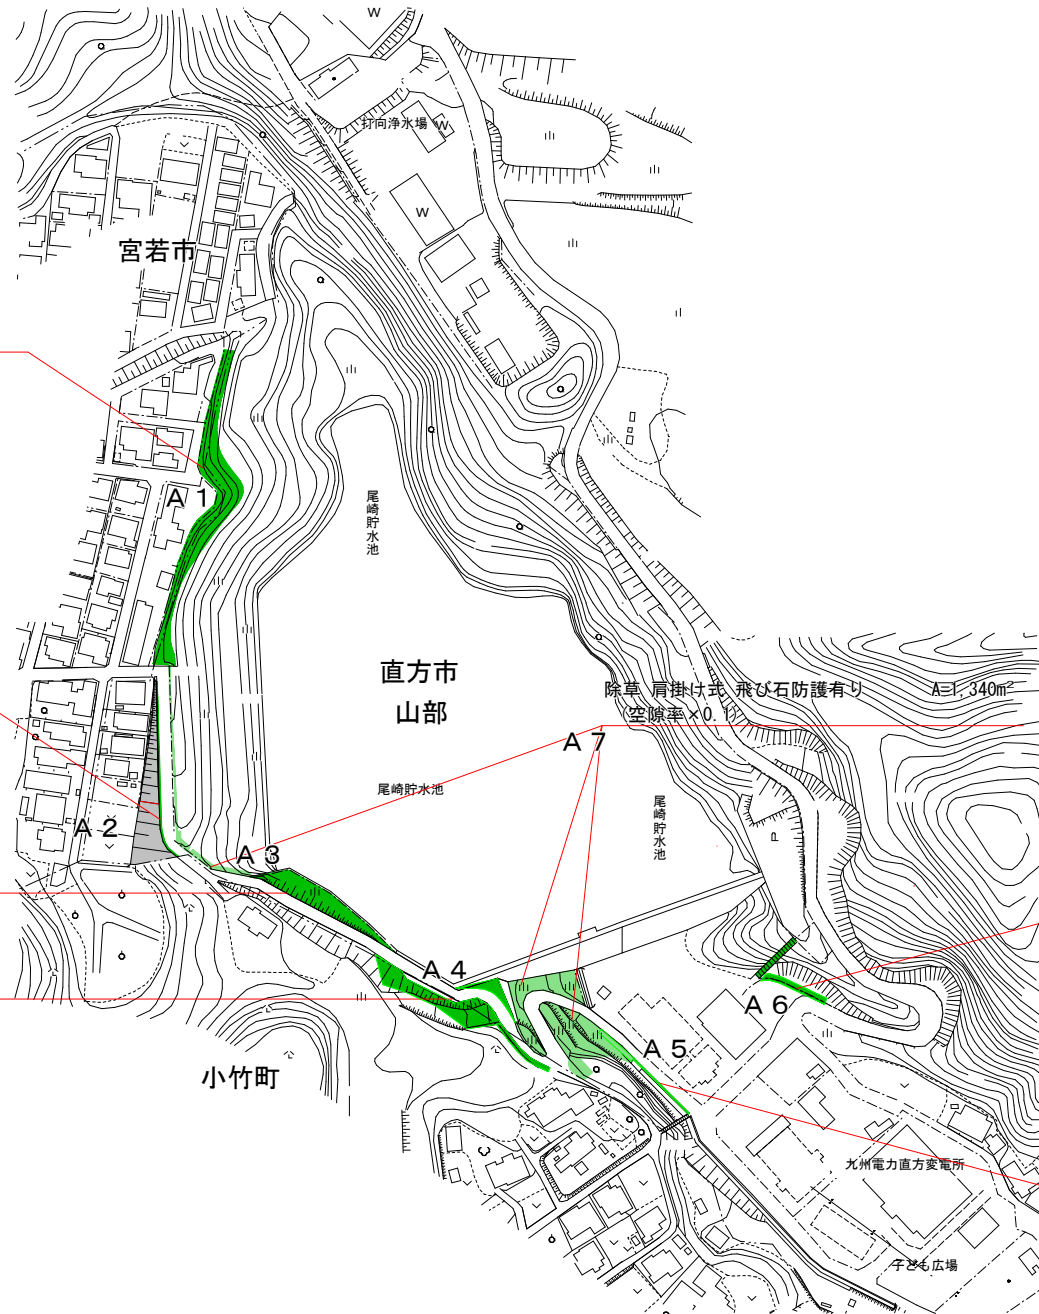 W
打向浄水場
W
W
宮若市
A 1
尾崎貯水池
直方市
山部
除草 肩掛け式 飛び石防護有り A=1,340m²
(空隙率×0.1)
A 7
尾崎貯水池
尾崎貯水池
P
A 2
A 3
A 4
A 6
A 5
小竹町
九州電力直方変電所
子ども広場